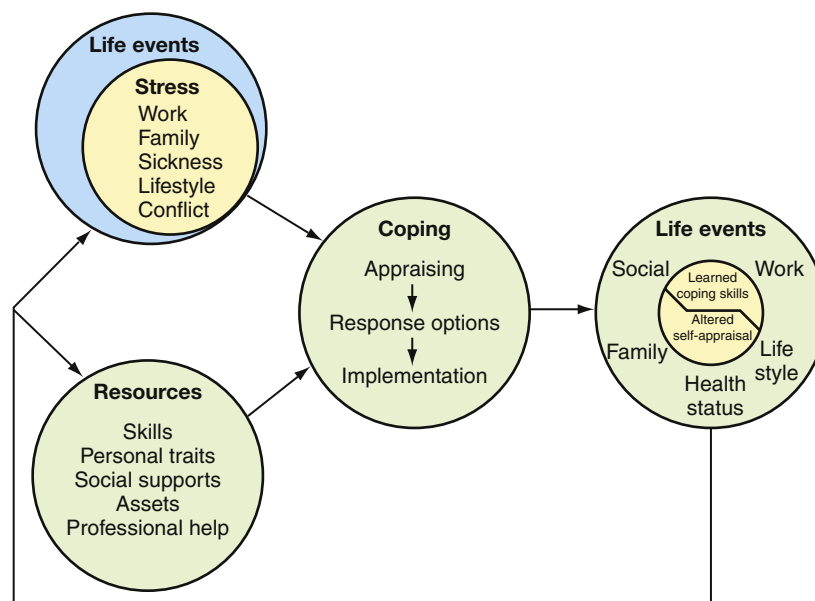 Life events
Stress
Work
Family
Sickness
Lifestyle
Conflict
Resources
Skills
Personal traits
Social supports
Assets
Professional help
Coping
Appraising
Response options
Implementation
Life events
Social
Work
Learned
coping skills
Altered
self-appraisal
Family
Life
style
Health
status